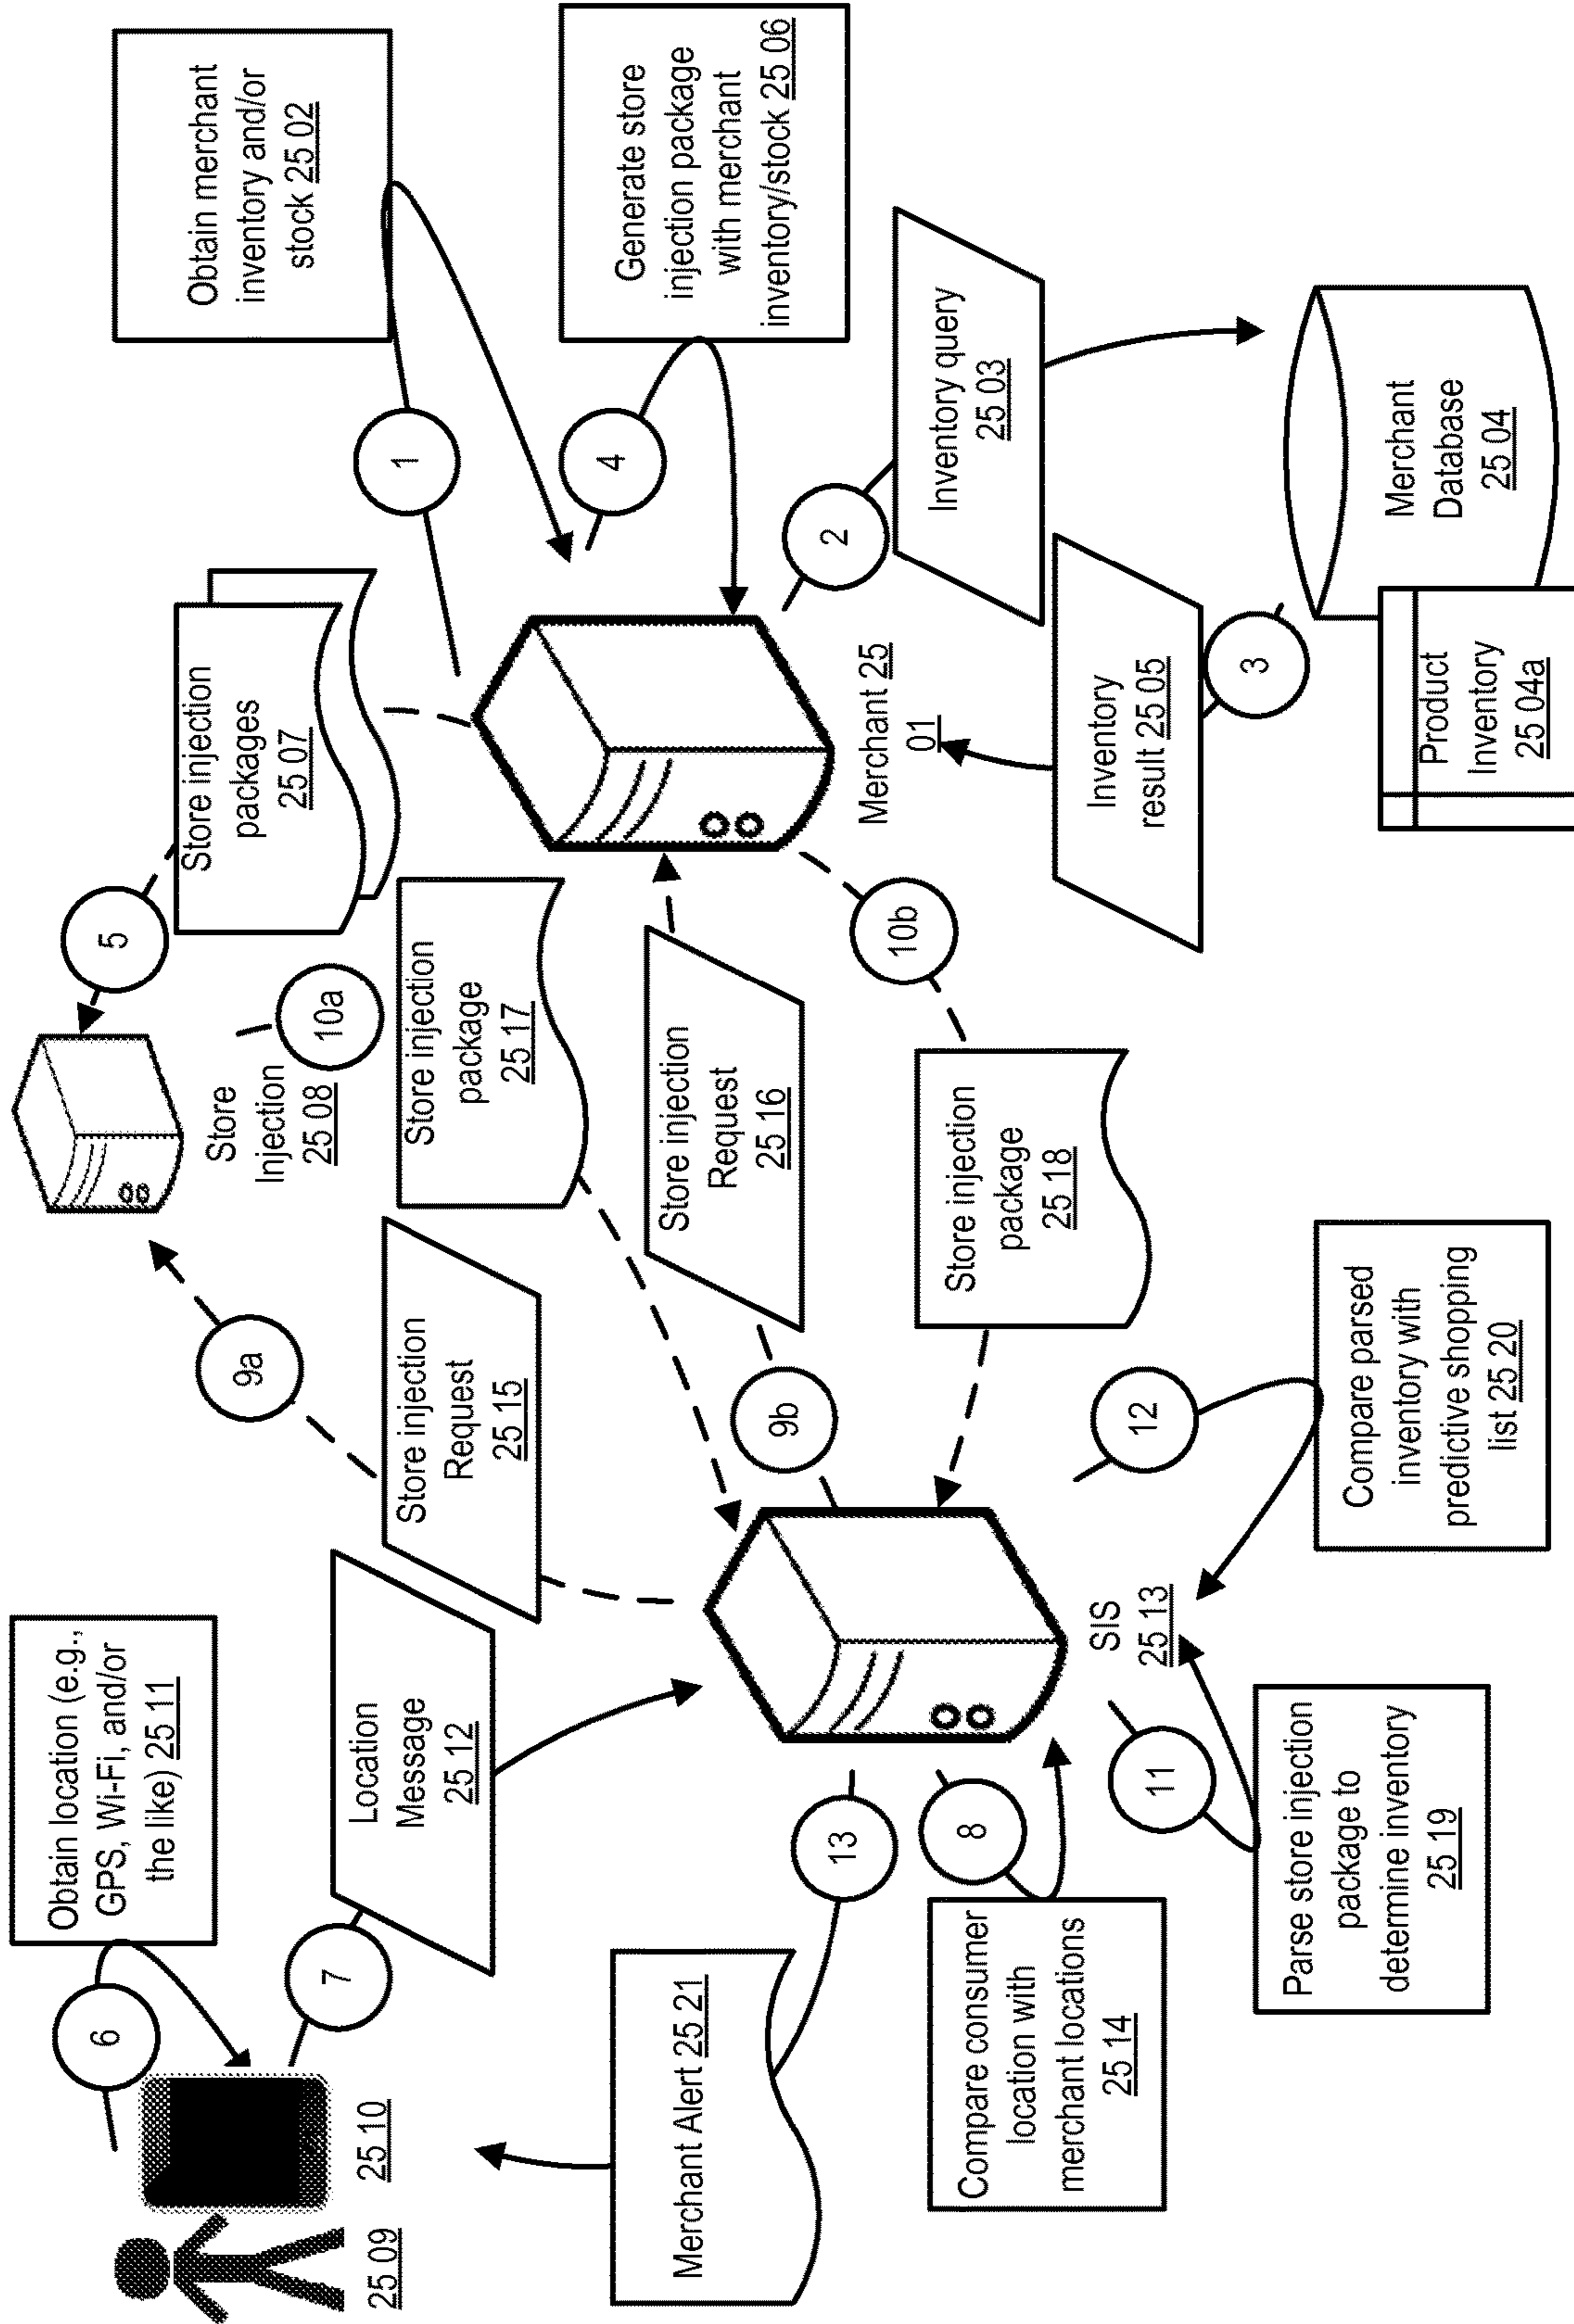 25 09
25 10
6
Obtain location (e.g.,
GPS, Wi-Fi, and/or
the like) 25 11
7
Location
Message
25 12
9a
Store injection
Request
25 15
Store
Injection
25 08
5
10a
Store injection
packages
25 07
Store injection
package
25 17
1
Obtain merchant
inventory and/or
stock 25 02
4
Generate store
injection package
with merchant
inventory/stock 25 06
Merchant Alert 25 21
13
8
Compare consumer
location with
merchant locations
25 14
SIS
25 13
9b
Store injection
Request
25 16
10b
Store injection
package
25 18
Merchant 25
01
2
Inventory query
25 03
11
Parse store injection
package to
determine inventory
25 19
12
Compare parsed
inventory with
predictive shopping
list 25 20
Inventory
result 25 05
3
Product
Inventory
25 04a
Merchant
Database
25 04